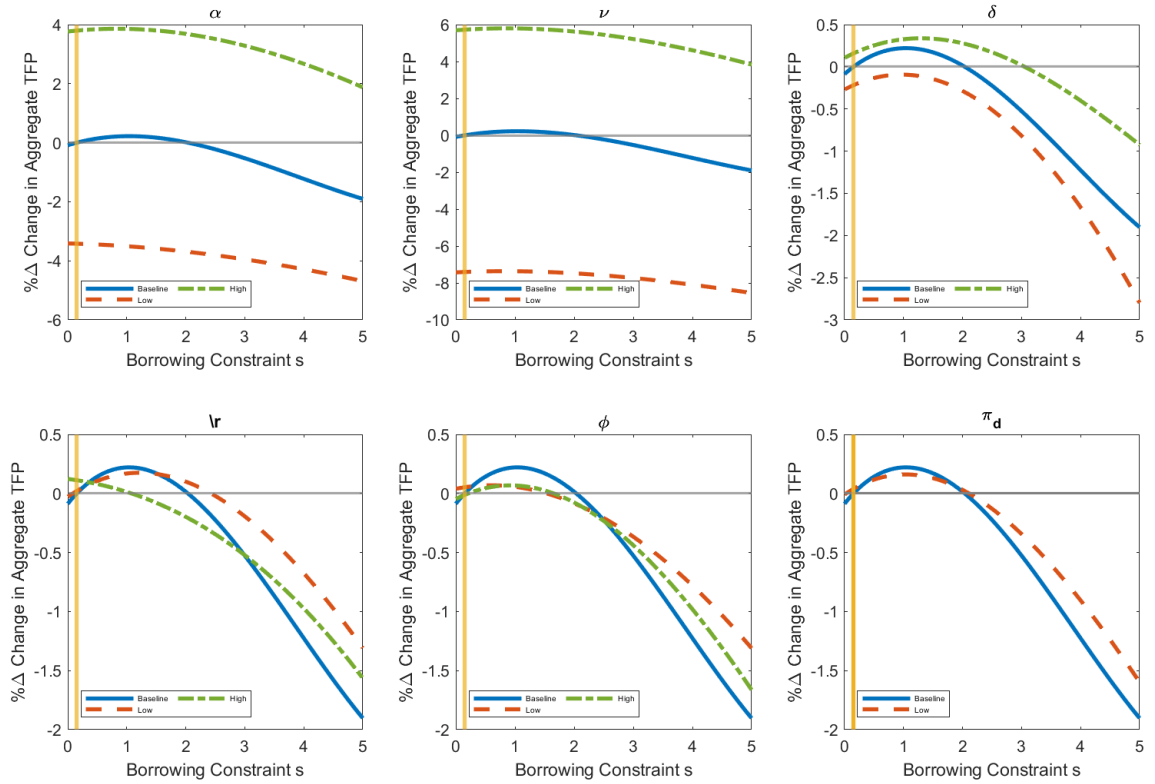 α
% Δ Change in Aggregate TFP
4
2
0
-2
-4
-6
Baseline
High
Low
0 1 2 3 4 5
Borrowing Constraint s
ν
% Δ Change in Aggregate TFP
6
4
2
0
-2
-4
-6
-8
-10
Baseline
High
Low
0 1 2 3 4 5
Borrowing Constraint s
δ
% Δ Change in Aggregate TFP
0.5
0
-0.5
-1
-1.5
-2
-2.5
-3
Baseline
High
Low
0 1 2 3 4 5
Borrowing Constraint s
\r
% Δ Change in Aggregate TFP
0.5
0
-0.5
-1
-1.5
-2
Baseline
High
Low
0 1 2 3 4 5
Borrowing Constraint s
ϕ
% Δ Change in Aggregate TFP
0.5
0
-0.5
-1
-1.5
-2
Baseline
High
Low
0 1 2 3 4 5
Borrowing Constraint s
π_d
% Δ Change in Aggregate TFP
0.5
0
-0.5
-1
-1.5
-2
Baseline
High
Low
0 1 2 3 4 5
Borrowing Constraint s